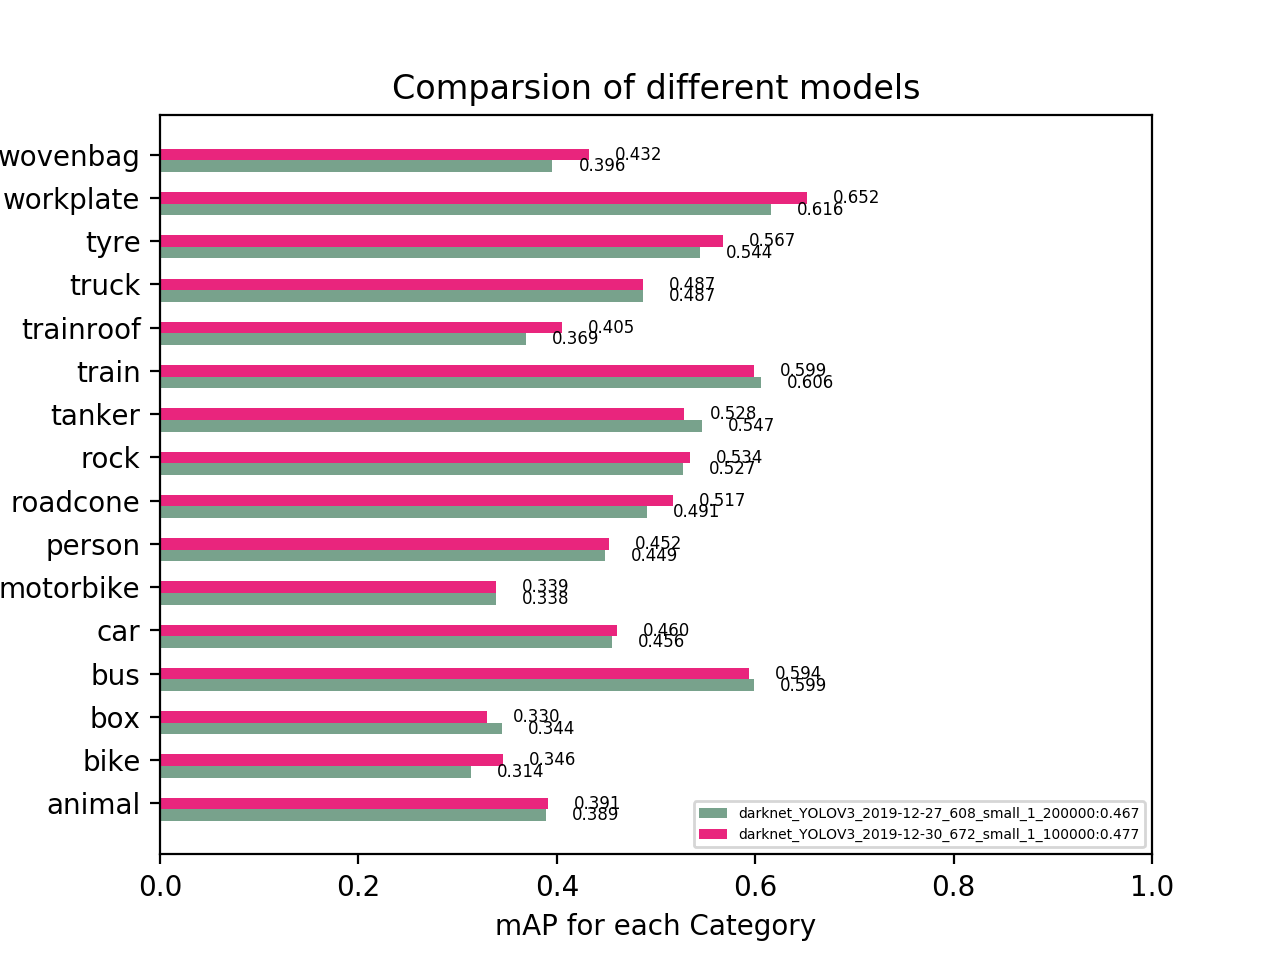 Comparsion of different models
wovenbag 0.432
0.396
workplate 0.652
0.616
tyre 0.567
0.544
truck 0.487
0.487
trainroof 0.405
0.369
train 0.599
0.606
tanker 0.528
0.547
rock 0.534
0.527
roadcone 0.517
0.491
person 0.452
0.449
motorbike 0.339
0.338
car 0.460
0.456
bus 0.594
0.599
box 0.330
0.344
bike 0.346
0.314
animal 0.391
0.389
darknet_YOLOV3_2019-12-27_608_small_1_200000:0.467
darknet_YOLOV3_2019-12-30_672_small_1_100000:0.477
0.0 0.2 0.4 0.6 0.8 1.0
mAP for each Category